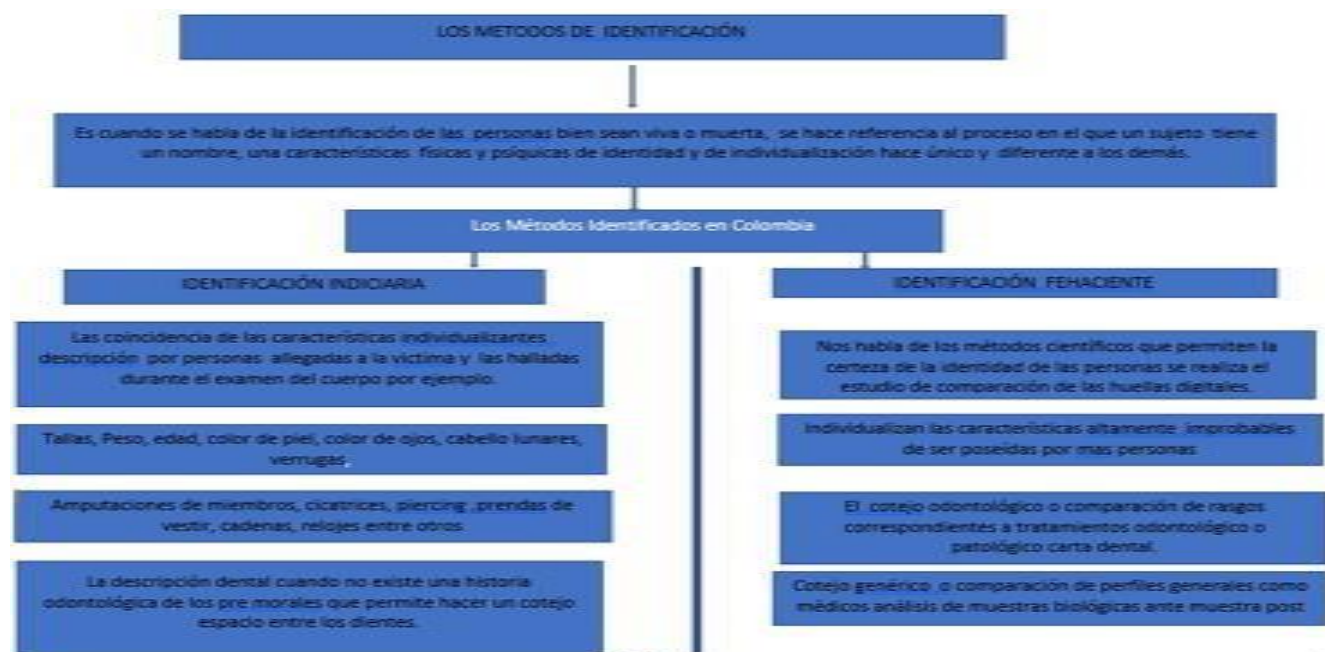 LOS METODOS DE IDENTIFICACIÓN
Es cuando se habla de la identificación de las personas bien sean viva o muerta, se hace referencia al proceso en el que un sujeto tiene
un nombre, una características físicas y psíquicas de identidad y de individualización hace único y diferente a los demás.
Los Métodos Identificados en Colombia
IDENTIFICACIÓN INDICIARIA
Las coincidencia de las características individualizantes
descripción por personas allegadas a la victima y las halladas
durante el examen del cuerpo por ejemplo.
Tallas, Peso, edad, color de piel, color de ojos, cabello lunares,
verrugas,
Amputaciones de miembros, cicatrices, piercing ,prendas de
vestir, cadenas, relojes entre otros
La descripción dental cuando no existe una historia
odontológica de los pre morales que permite hacer un cotejo
espacio entre los dientes.
IDENTIFICACIÓN FEHACIENTE
Nos habla de los métodos científicos que permiten la
certeza de la identidad de las personas se realiza el
estudio de comparación de las huellas digitales.
Individualizan las características altamente improbables
de ser poseídas por mas personas
El cotejo odontológico o comparación de rasgos
correspondientes a tratamientos odontológico o
patológico carta dental.
Cotejo genérico o comparación de perfiles generales como
médicos análisis de muestras biológicas ante muestra post